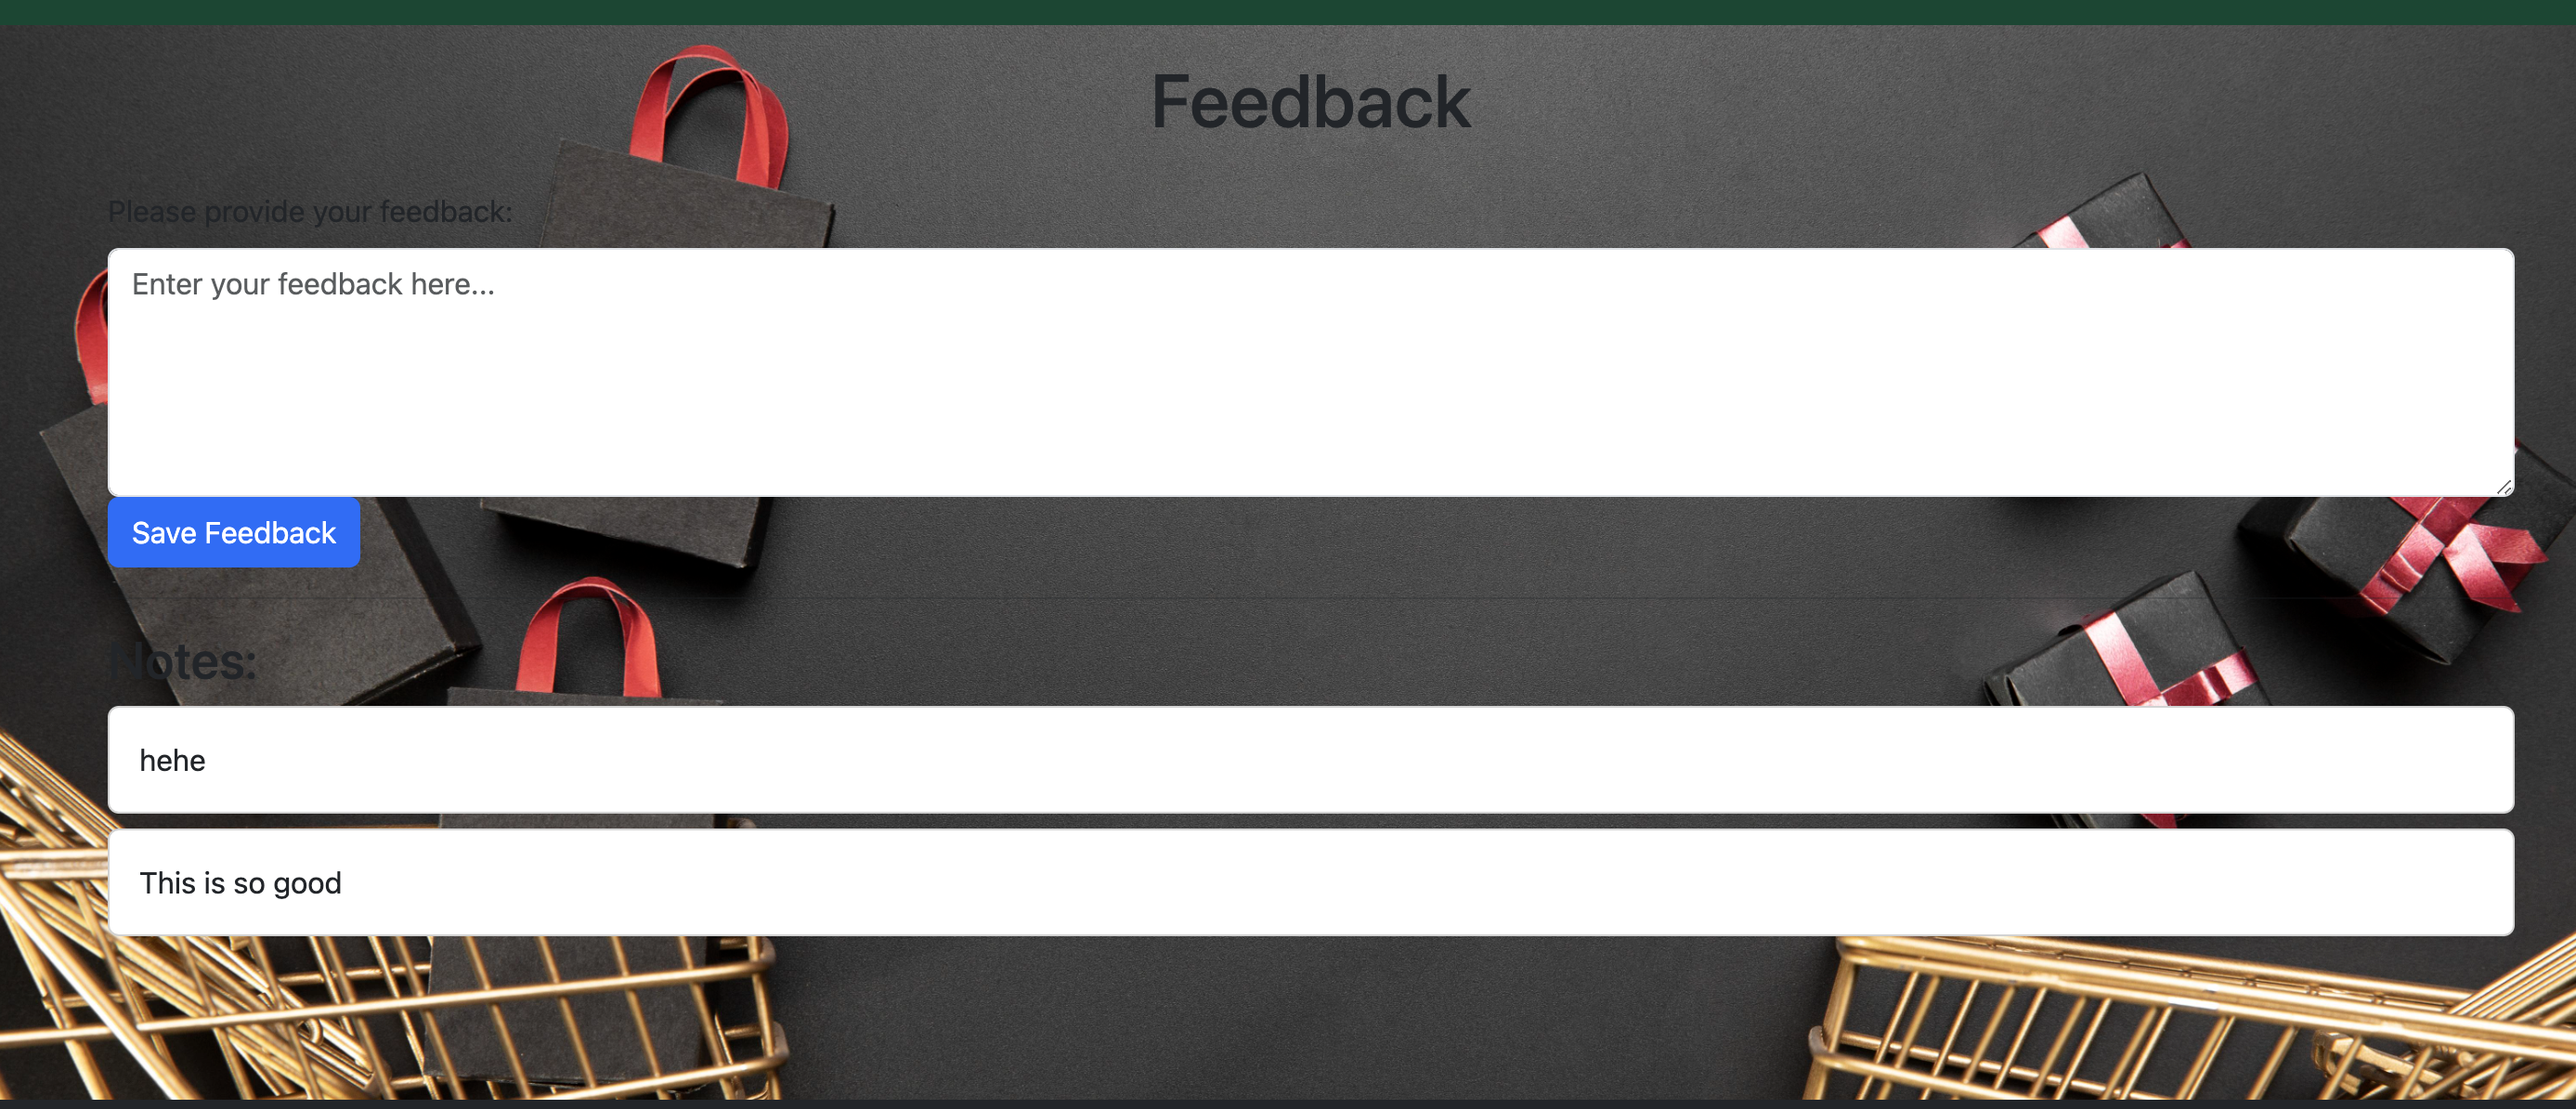 Feedback
Please provide your feedback:
Enter your feedback here...
Save Feedback
Notes:
hehe
This is so good